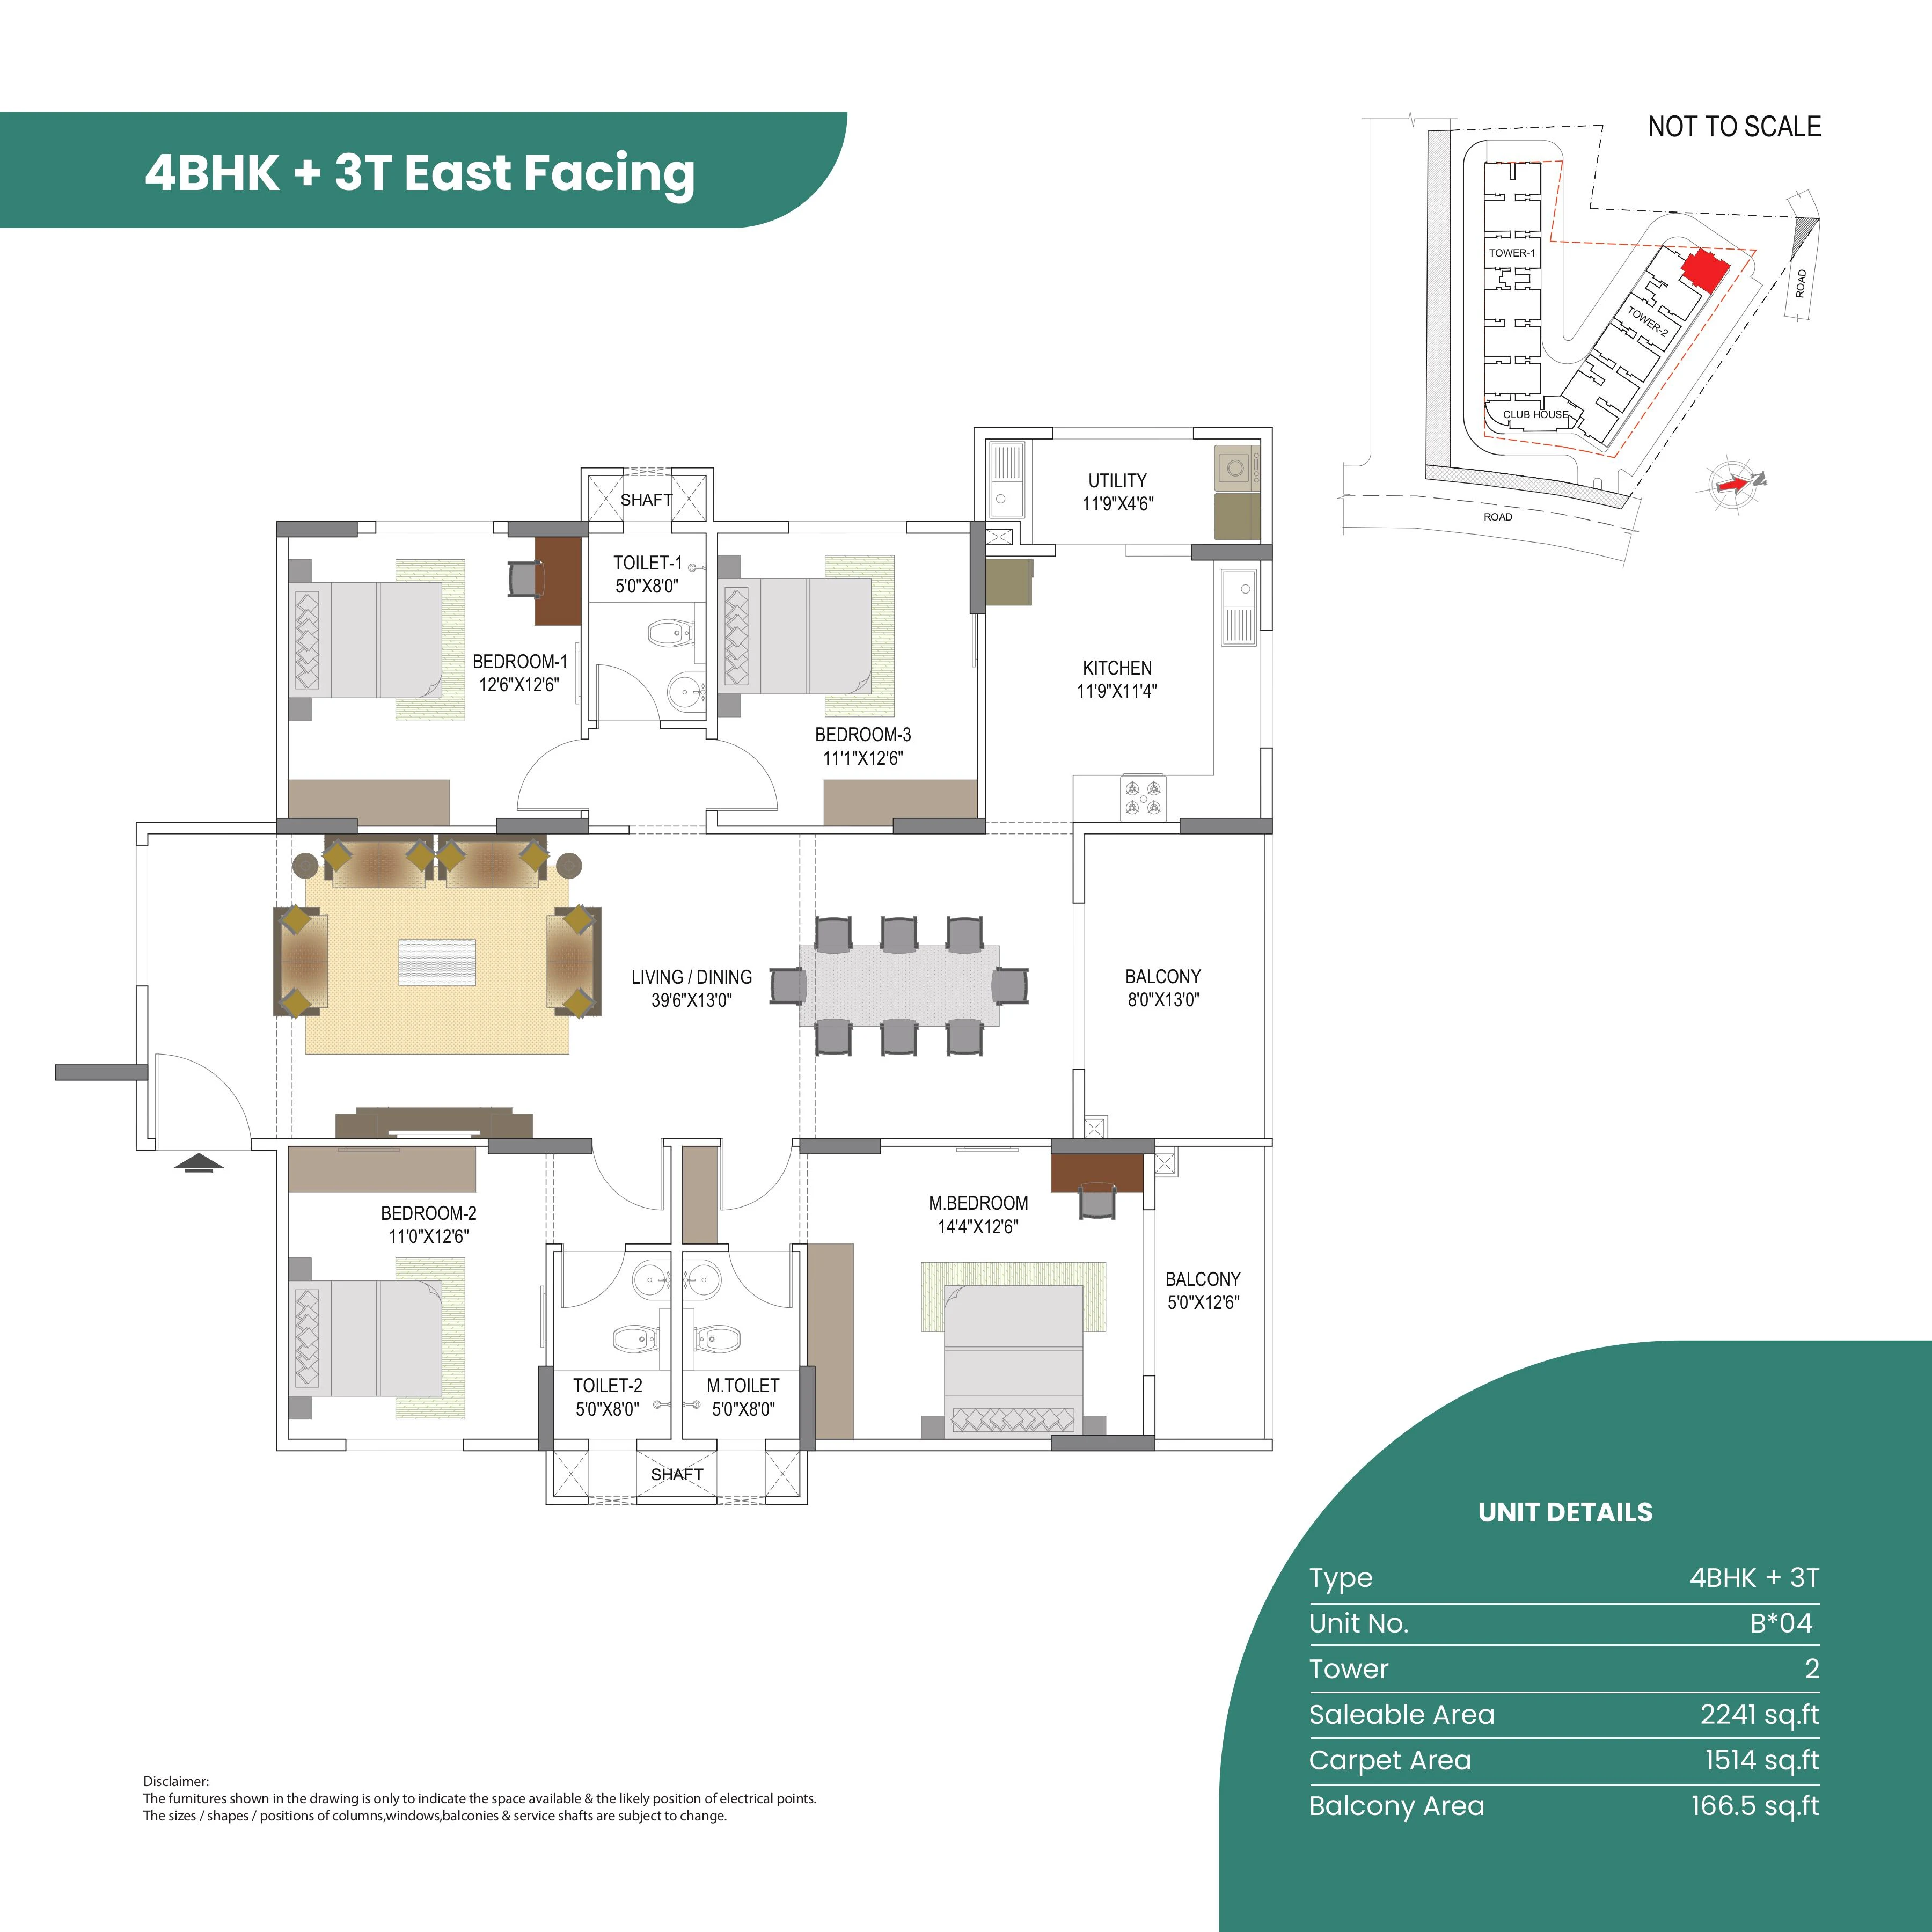 4BHK + 3T East Facing
NOT TO SCALE
TOWER-1
TOWER-2
CLUB HOUSE
ROAD
ROAD
N
SHAFT
UTILITY
11'9"X4'6"
TOILET-1
5'0"X8'0"
BEDROOM-1
12'6"X12'6"
KITCHEN
11'9"X11'4"
BEDROOM-3
11'1"X12'6"
LIVING / DINING
39'6"X13'0"
BALCONY
8'0"X13'0"
BEDROOM-2
11'0"X12'6"
M.BEDROOM
14'4"X12'6"
BALCONY
5'0"X12'6"
TOILET-2
5'0"X8'0"
M.TOILET
5'0"X8'0"
SHAFT
UNIT DETAILS
Type 4BHK + 3T
Unit No. B*04
Tower 2
Saleable Area 2241 sq.ft
Carpet Area 1514 sq.ft
Balcony Area 166.5 sq.ft
Disclaimer:
The furnitures shown in the drawing is only to indicate the space available & the likely position of electrical points.
The sizes / shapes / positions of columns,windows,balconies & service shafts are subject to change.